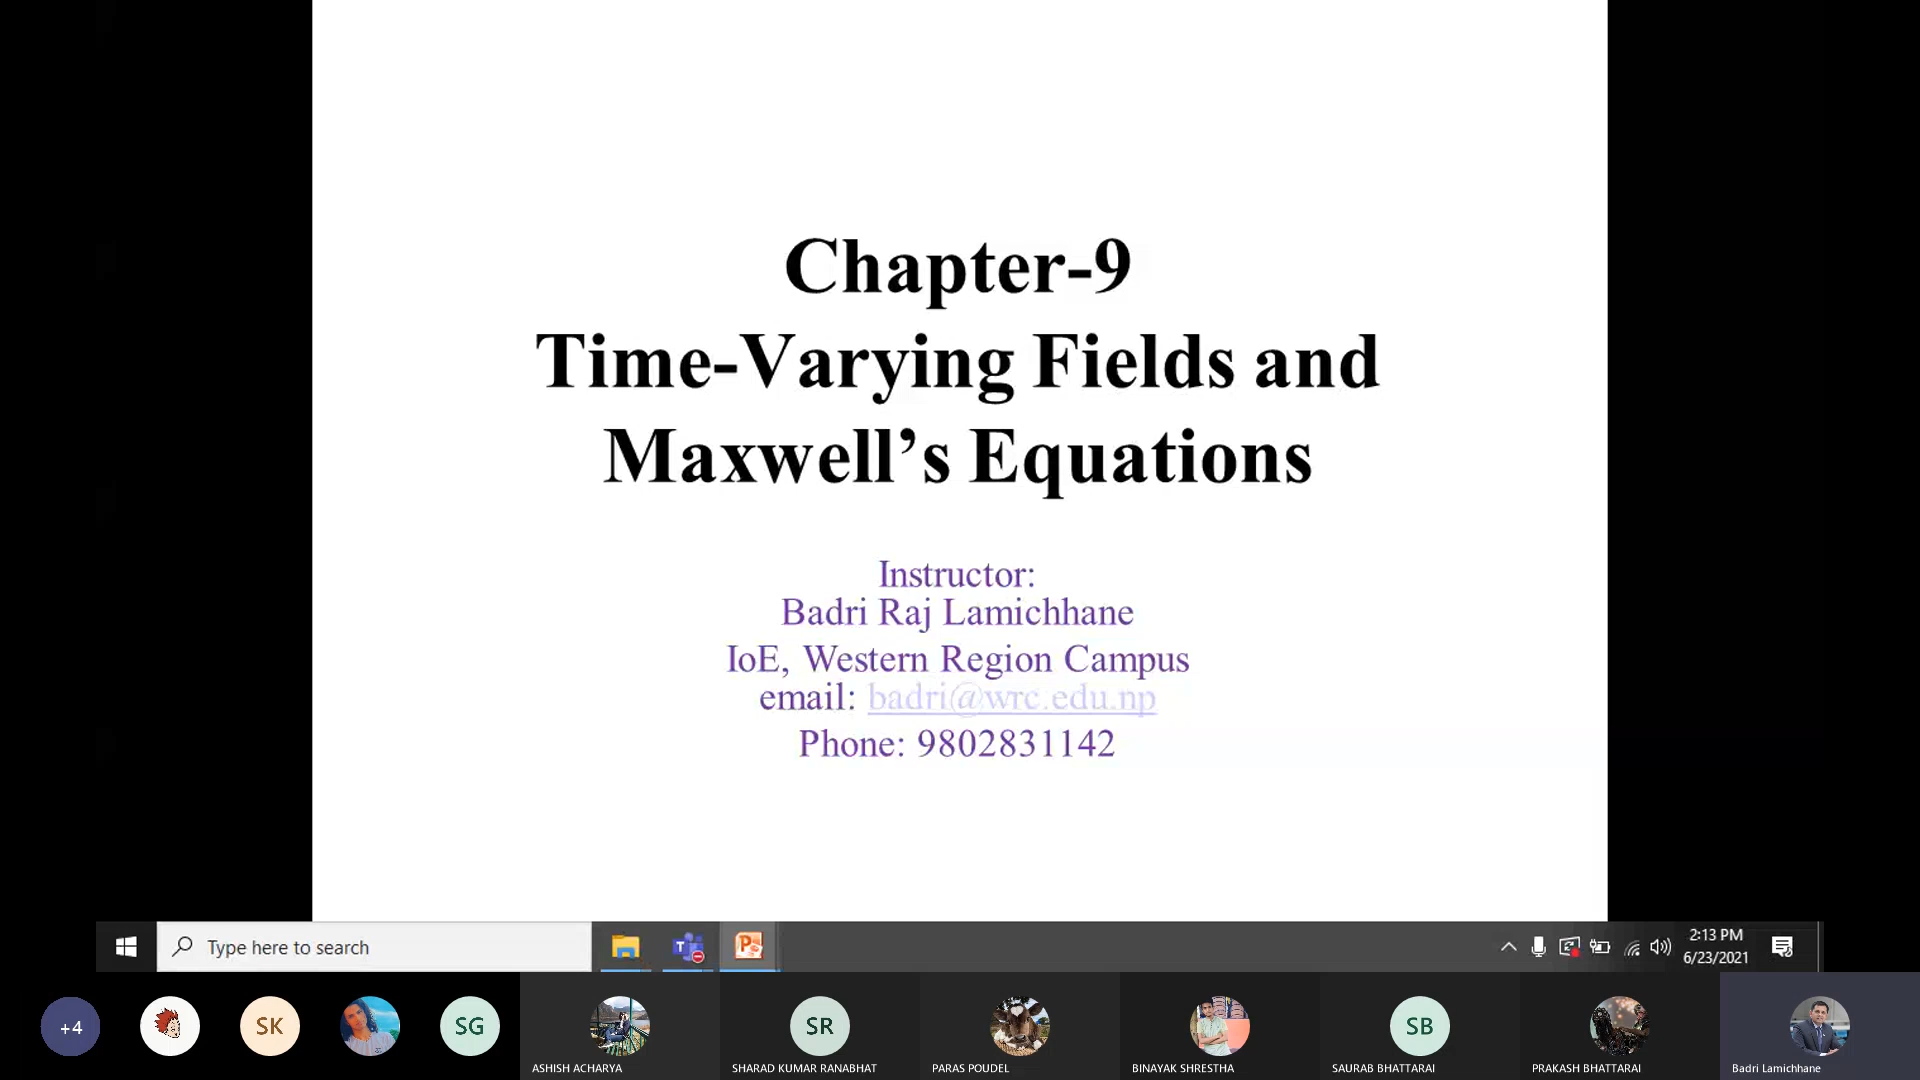 Chapter-9
Time-Varying Fields and
Maxwell’s Equations
Instructor:
Badri Raj Lamichhane
IoE, Western Region Campus
email: badri@wrc.edu.np
Phone: 9802831142
Type here to search
2:13 PM
6/23/2021
+4
SK
SG
SR
SB
ASHISH ACHARYA
SHARAD KUMAR RANABHAT
PARAS POUDEL
BINAYAK SHRESTHA
SAURAB BHATTARAI
PRAKASH BHATTARAI
Badri Lamichhane